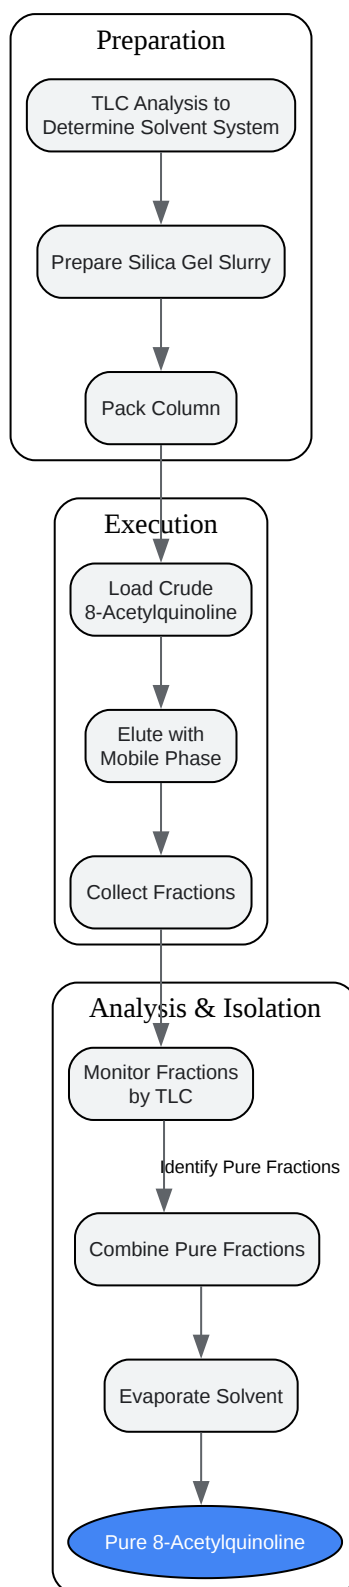 Preparation
TLC Analysis to
Determine Solvent System
Prepare Silica Gel Slurry
Pack Column
Execution
Load Crude
8-Acetylquinoline
Elute with
Mobile Phase
Collect Fractions
Analysis & Isolation
Monitor Fractions
by TLC
Identify Pure Fractions
Combine Pure Fractions
Evaporate Solvent
Pure 8-Acetylquinoline